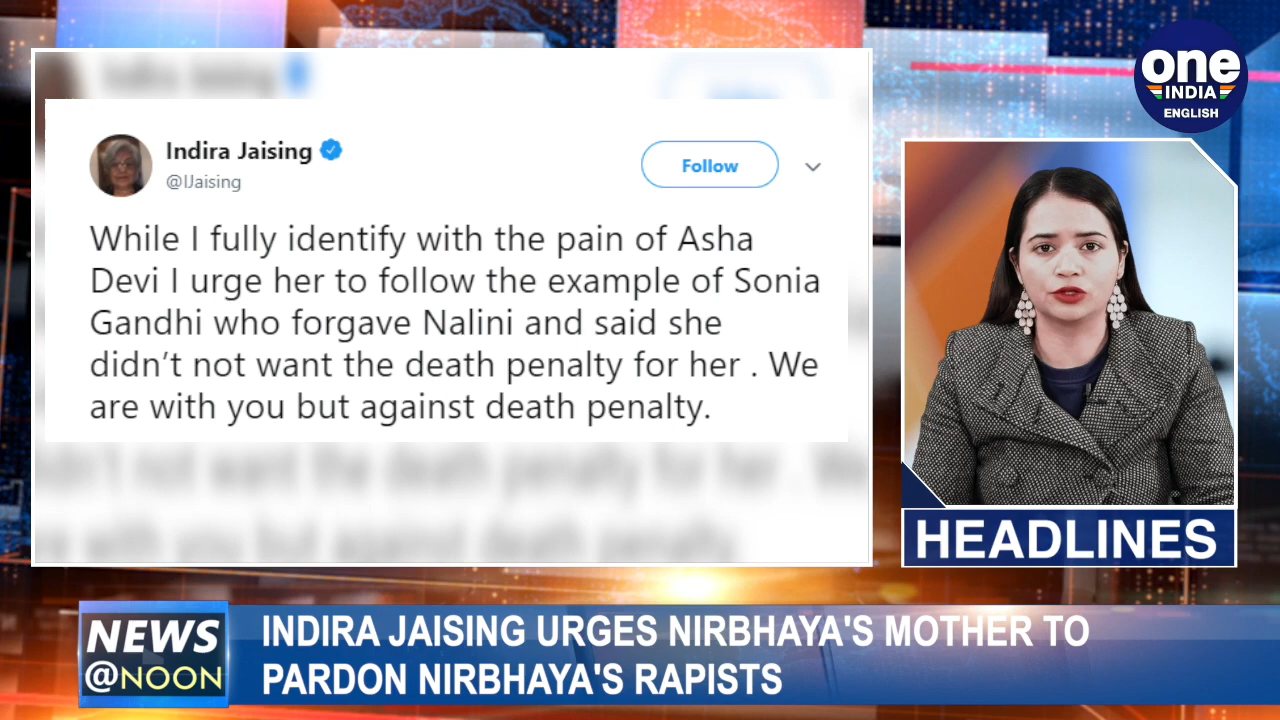 one
INDIA
ENGLISH
Indira Jaising
@IJaising
Follow
While I fully identify with the pain of Asha
Devi I urge her to follow the example of Sonia
Gandhi who forgave Nalini and said she
didn’t not want the death penalty for her . We
are with you but against death penalty.
HEADLINES
NEWS
@NOON
INDIRA JAISING URGES NIRBHAYA'S MOTHER TO
PARDON NIRBHAYA'S RAPISTS